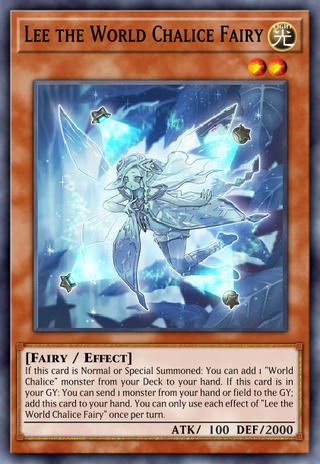 Lee the World Chalice Fairy
LIGHT
光
[Fairy / Effect]
If this card is Normal or Special Summoned: You can add 1 "World
Chalice" monster from your Deck to your hand. If this card is in
your GY: You can send 1 monster from your hand or field to the GY;
add this card to your hand. You can only use each effect of "Lee the
World Chalice Fairy" once per turn.
ATK/ 100 DEF/2000